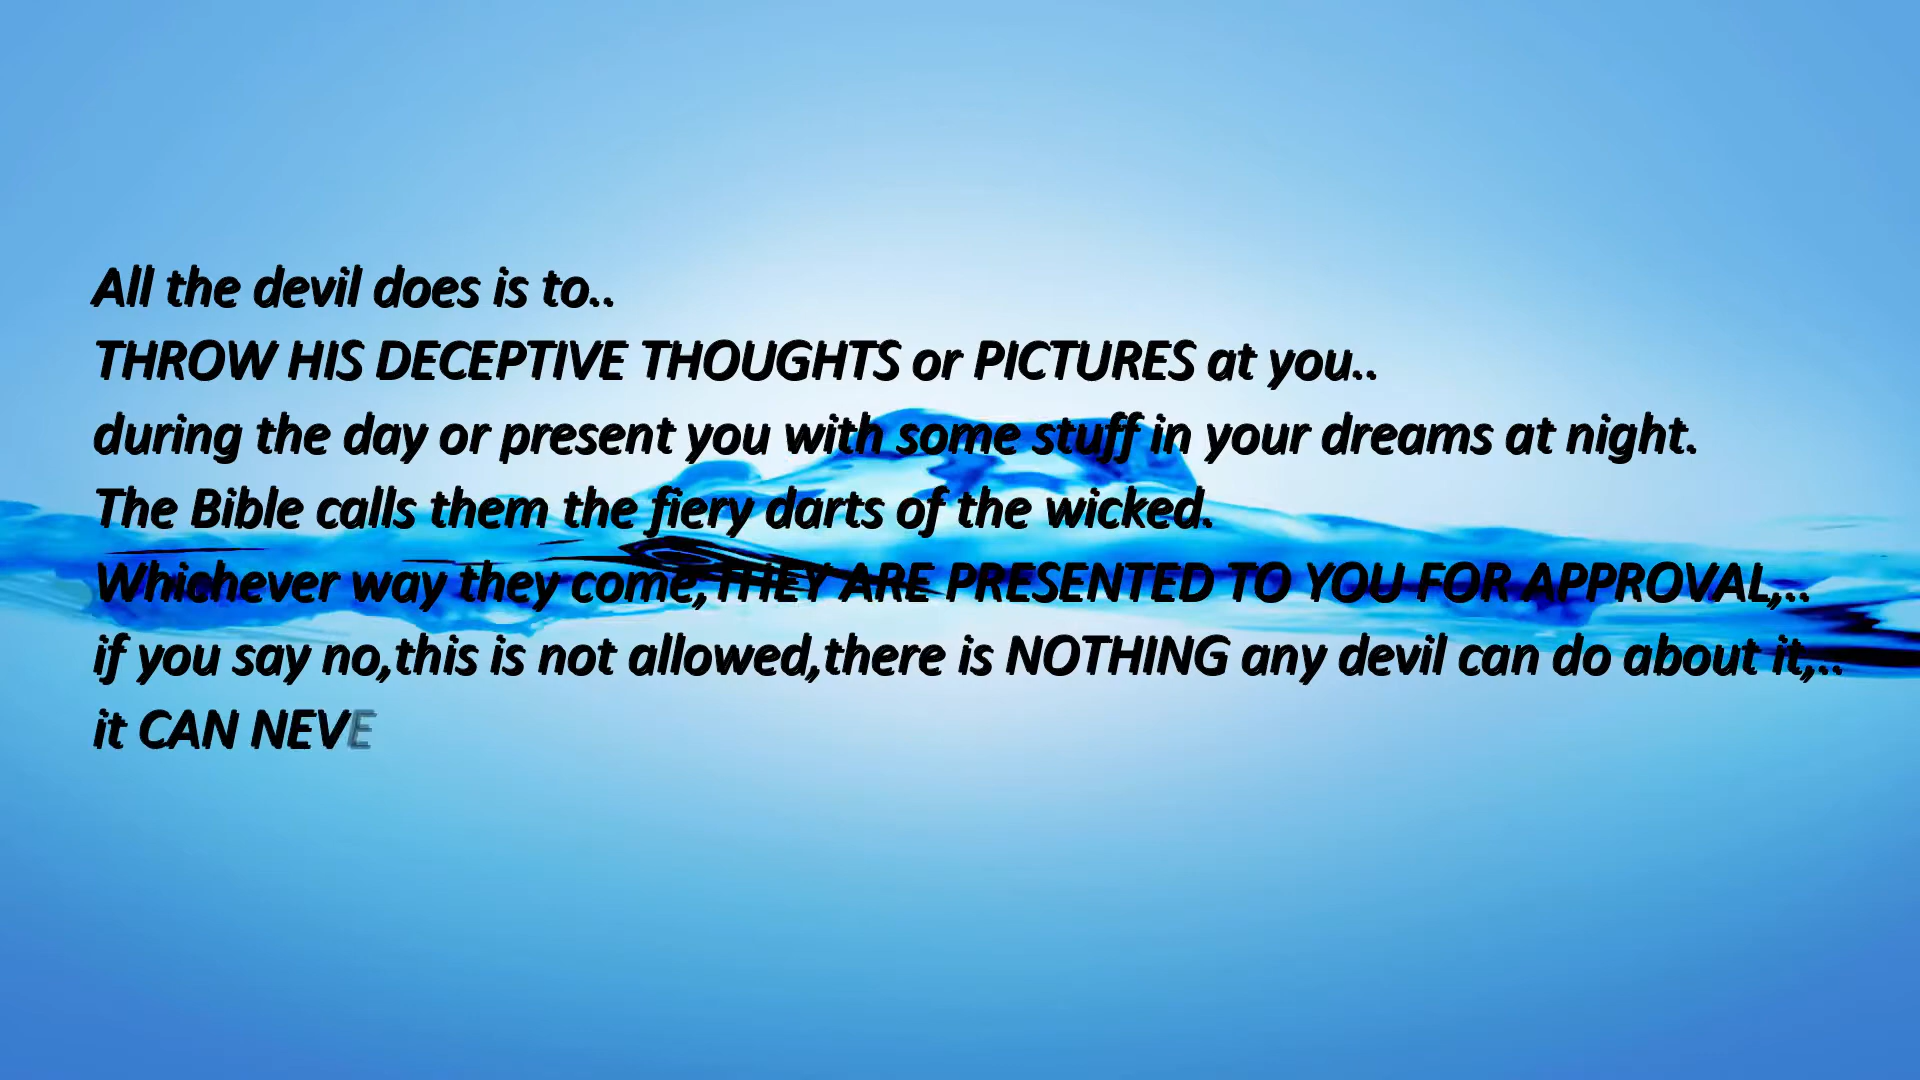 All the devil does is to..
THROW HIS DECEPTIVE THOUGHTS or PICTURES at you..
during the day or present you with some stuff in your dreams at night.
The Bible calls them the fiery darts of the wicked.
Whichever way they come,THEY ARE PRESENTED TO YOU FOR APPROVAL,..
if you say no,this is not allowed,there is NOTHING any devil can do about it,..
it CAN NEVE